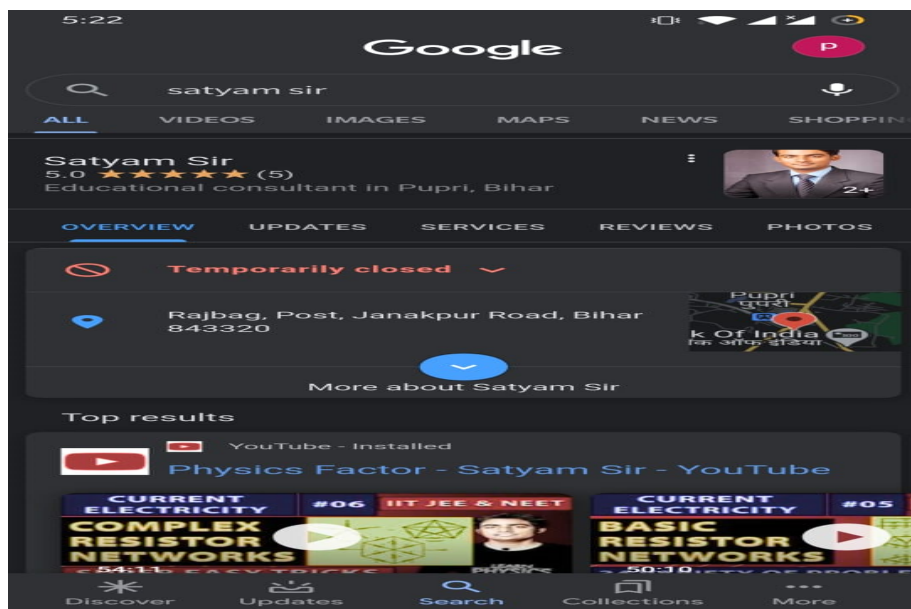 5:22
Google
P
satyam sir
ALL VIDEOS IMAGES MAPS NEWS SHOPPIN
Satyam Sir
5.0 ★★★★★ (5)
Educational consultant in Pupri, Bihar
2+
OVERVIEW UPDATES SERVICES REVIEWS PHOTOS
Temporarily closed
Rajbag, Post, Janakpur Road, Bihar
843320
Pupri
पुपरी
k Of India
क ऑफ इंडिया
More about Satyam Sir
Top results
YouTube - Installed
Physics Factor - Satyam Sir - YouTube
CURRENT ELECTRICITY #06 IIT JEE & NEET
COMPLEX
RESISTOR
NETWORKS
54:11
CURRENT ELECTRICITY #05
BASIC
RESISTOR
NETWORKS
50:10
Discover Updates Search Collections More